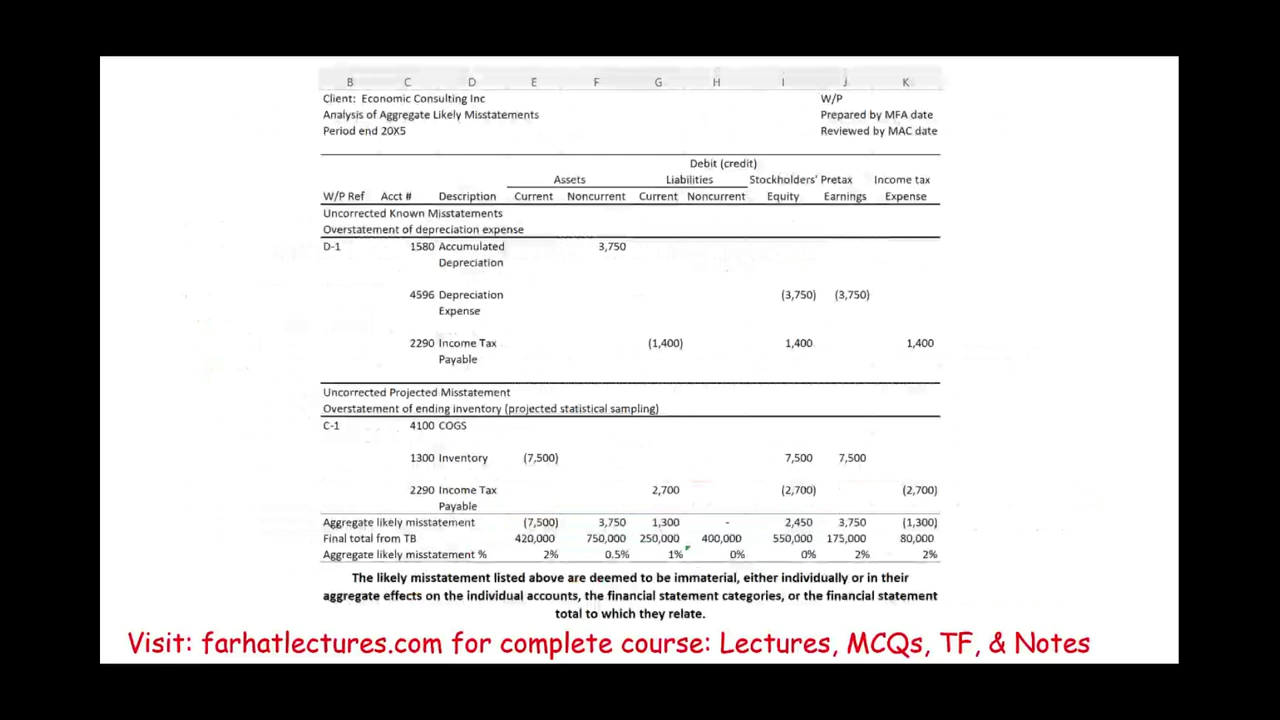 B C D E F G H I J K
Client: Economic Consulting Inc W/P
Analysis of Aggregate Likely Misstatements Prepared by MFA date
Period end 20X5 Reviewed by MAC date
Debit (credit)
Assets Liabilities Stockholders' Pretax Income tax
W/P Ref Acct # Description Current Noncurrent Current Noncurrent Equity Earnings Expense
Uncorrected Known Misstatements
Overstatement of depreciation expense
D-1 1580 Accumulated 3,750
Depreciation
4596 Depreciation (3,750) (3,750)
Expense
2290 Income Tax (1,400) 1,400 1,400
Payable
Uncorrected Projected Misstatement
Overstatement of ending inventory (projected statistical sampling)
C-1 4100 COGS
1300 Inventory (7,500) 7,500 7,500
2290 Income Tax 2,700 (2,700) (2,700)
Payable
Aggregate likely misstatement (7,500) 3,750 1,300 - 2,450 3,750 (1,300)
Final total from TB 420,000 750,000 250,000 400,000 550,000 175,000 80,000
Aggregate likely misstatement % 2% 0.5% 1% 0% 0% 2% 2%
The likely misstatement listed above are deemed to be immaterial, either individually or in their
aggregate effects on the individual accounts, the financial statement categories, or the financial statement
total to which they relate.
Visit: farhatlectures.com for complete course: Lectures, MCQs, TF, & Notes